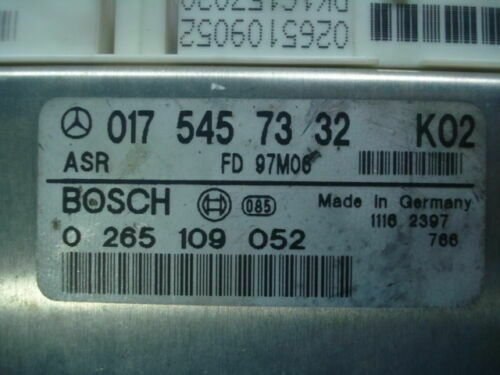 0265109052
017 545 73 32 K02
ASR FD 97M06
BOSCH 085 Made in Germany
1116 2397
0 265 109 052 766